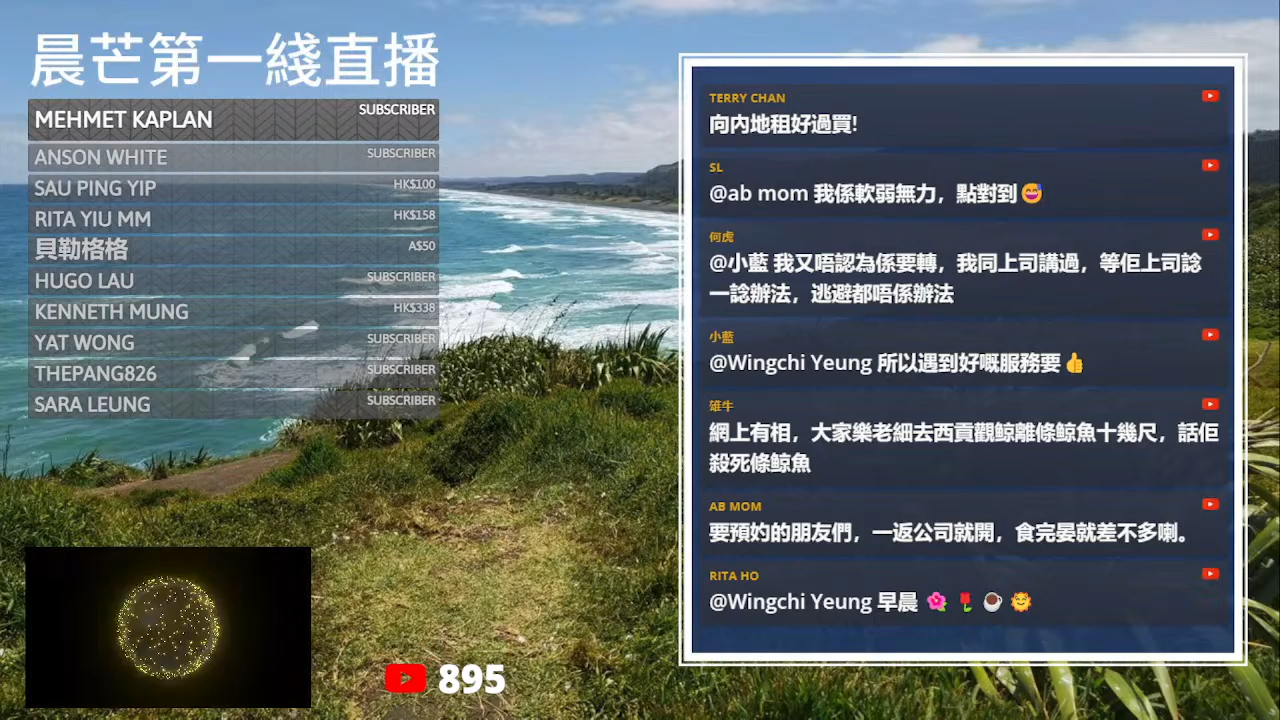 晨芒第一綫直播
MEHMET KAPLAN SUBSCRIBER
ANSON WHITE SUBSCRIBER
SAU PING YIP HK$100
RITA YIU MM HK$158
貝勒格格 A$50
HUGO LAU SUBSCRIBER
KENNETH MUNG HK$338
YAT WONG SUBSCRIBER
THEPANG826 SUBSCRIBER
SARA LEUNG SUBSCRIBER
895
TERRY CHAN
向內地租好過買!
SL
@ab mom 我係軟弱無力，點對到😅
何虎
@小藍 我又唔認為係要轉，我同上司講過，等佢上司諗
一諗辦法，逃避都唔係辦法
小藍
@Wingchi Yeung 所以遇到好嘅服務要👍
雄牛
網上有相，大家樂老細去西貢觀鯨離條鯨魚十幾尺，話佢
殺死條鯨魚
AB MOM
要預妁的朋友們，一返公司就開，食完晏就差不多喇。
RITA HO
@Wingchi Yeung 早晨 🌺 🌷 ☕ 🌞